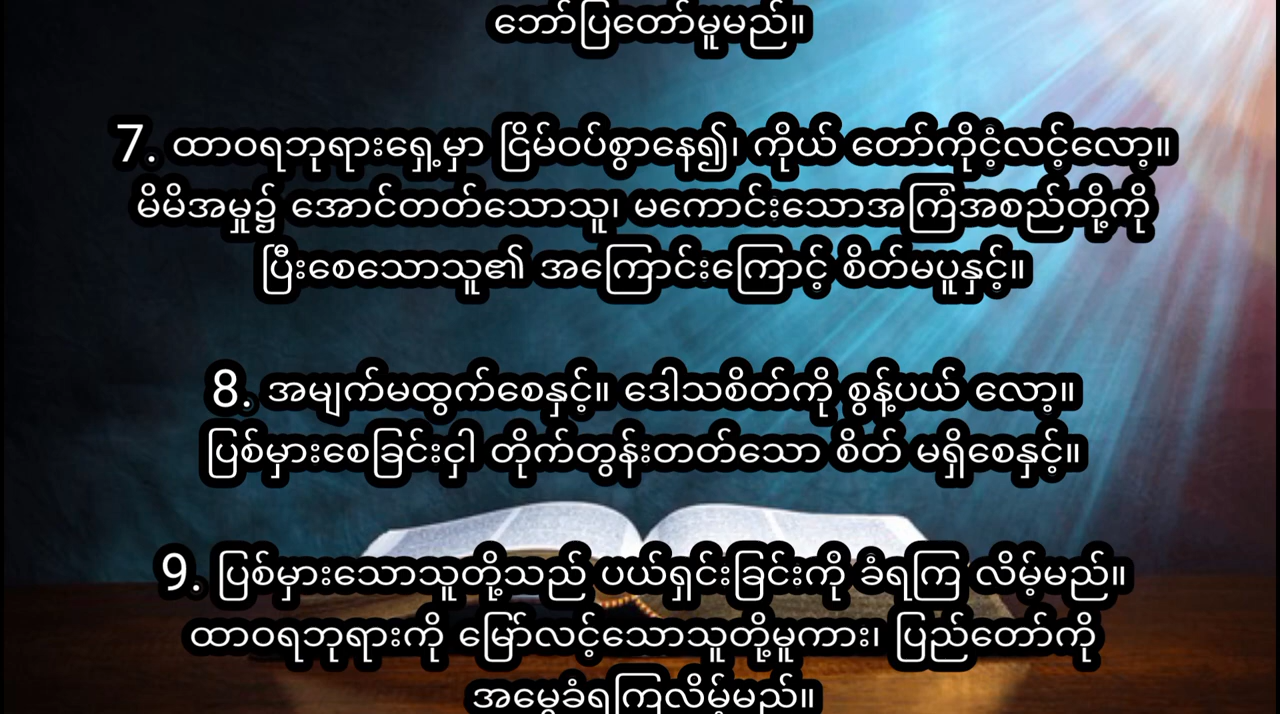 ဘော်ပြတော်မူမည်။
7. ထာဝရဘုရားရှေ့မှာ ငြိမ်ဝပ်စွာနေ၍၊ ကိုယ် တော်ကိုငံ့လင့်လော့။
မိမိအမှု၌ အောင်တတ်သောသူ၊ မကောင်းသောအကြံအစည်တို့ကို
ပြီးစေသောသူ၏ အကြောင်းကြောင့် စိတ်မပူနှင့်။
8. အမျက်မထွက်စေနှင့်။ ဒေါသစိတ်ကို စွန့်ပယ် လော့။
ပြစ်မှားစေခြင်းငှါ တိုက်တွန်းတတ်သော စိတ် မရှိစေနှင့်။
9. ပြစ်မှားသောသူတို့သည် ပယ်ရှင်းခြင်းကို ခံရကြ လိမ့်မည်။
ထာဝရဘုရားကို မြော်လင့်သောသူတို့မူကား၊ ပြည်တော်ကို
အမွေခံရကြလိမ့်မည်။